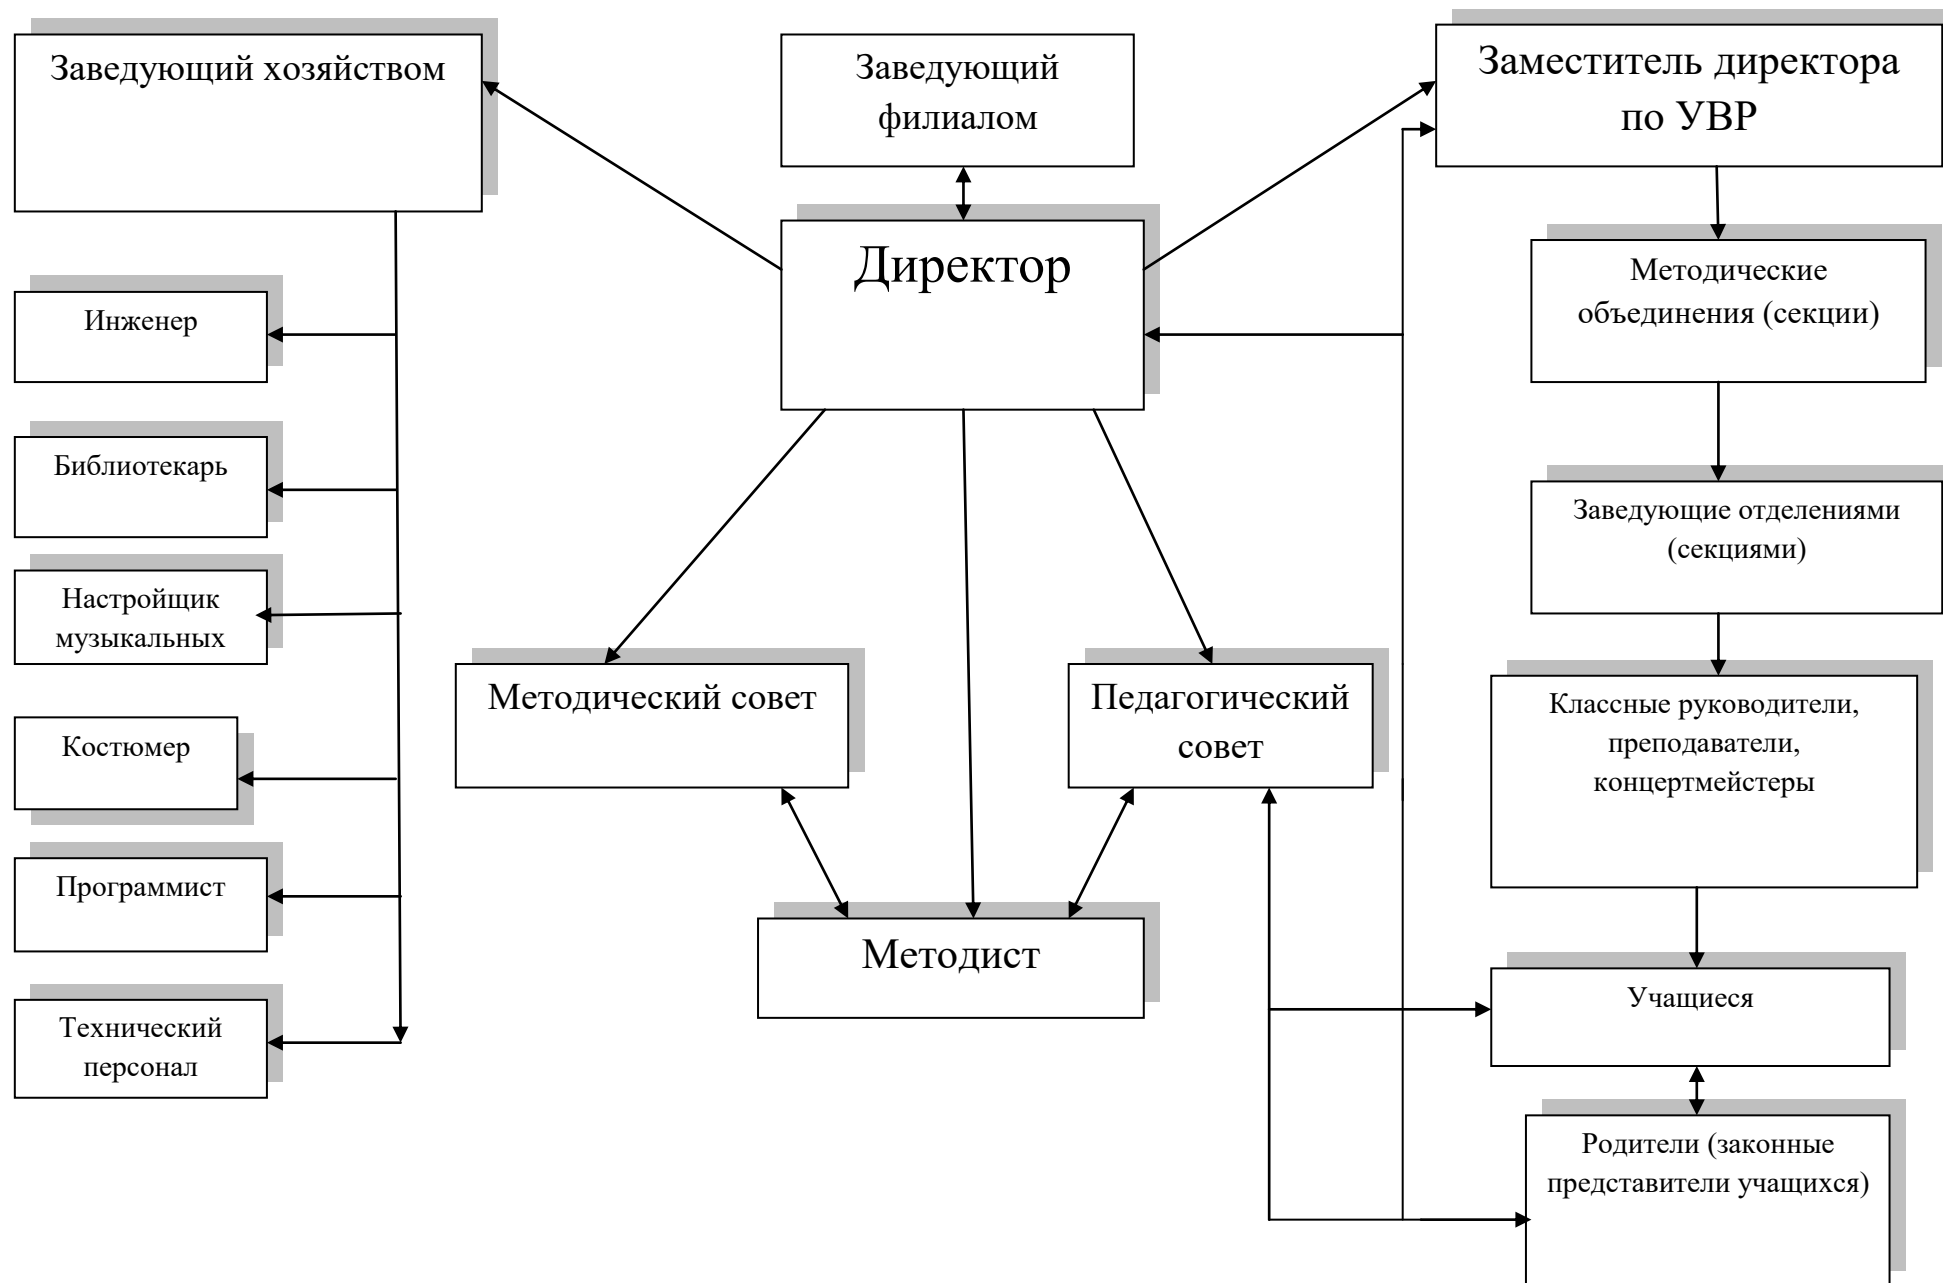 Заведующий хозяйством
Заведующий
филиалом
Заместитель директора
по УВР
Директор
Методические
объединения (секции)
Инженер
Библиотекарь
Заведующие отделениями
(секциями)
Настройщик
музыкальных
Методический совет
Педагогический
совет
Классные руководители,
преподаватели,
концертмейстеры
Костюмер
Программист
Методист
Учащиеся
Технический
персонал
Родители (законные
представители учащихся)